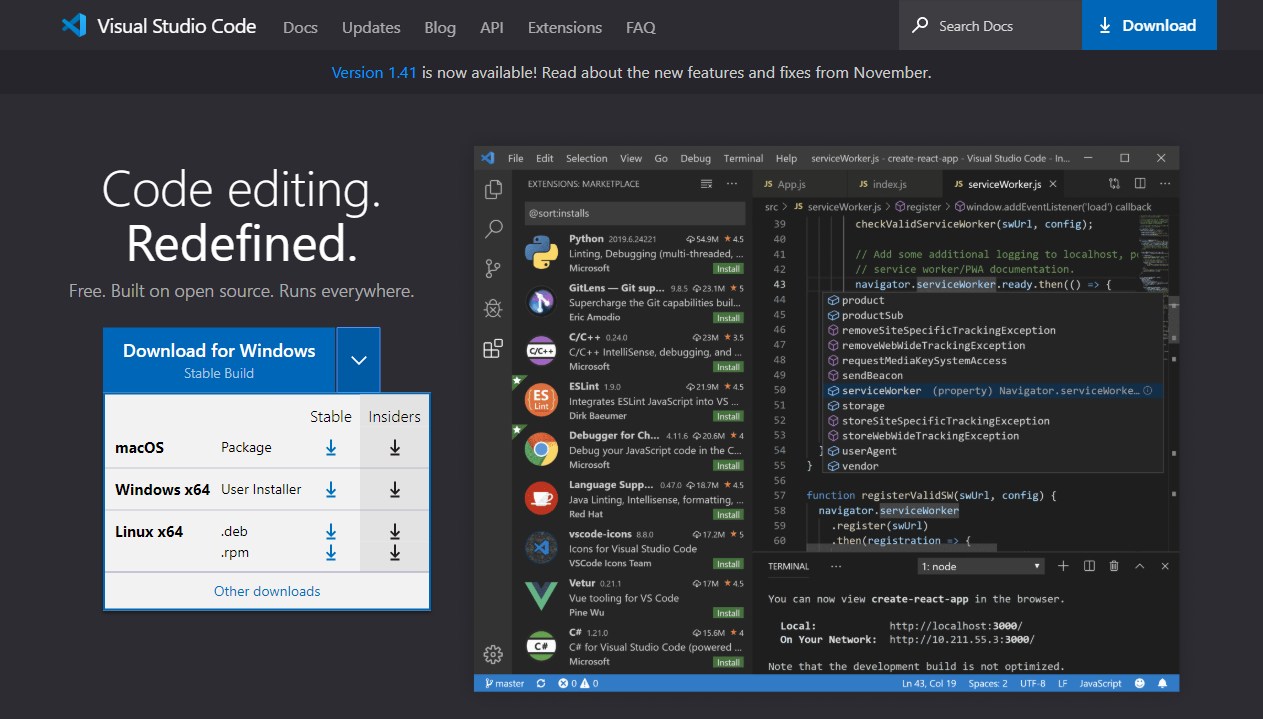 Visual Studio Code Docs Updates Blog API Extensions FAQ Search Docs Download
Version 1.41 is now available! Read about the new features and fixes from November.
Code editing.
Redefined.
Free. Built on open source. Runs everywhere.
Download for Windows
Stable Build
Stable Insiders
macOS Package
Windows x64 User Installer
Linux x64 .deb
.rpm
Other downloads
File Edit Selection View Go Debug Terminal Help serviceWorker.js - create-react-app - Visual Studio Code - In...
EXTENSIONS: MARKETPLACE
@sort:installs
Python 2019.6.24221 54.9M 4.5
Linting, Debugging (multi-threaded, ...
Microsoft Install
GitLens — Git sup... 9.8.5 23.1M 5
Supercharge the Git capabilities buil...
Eric Amodio Install
C/C++ 0.24.0 23M 3.5
C/C++ IntelliSense, debugging, and ...
Microsoft Install
ESLint 1.9.0 21.9M 4.5
Integrates ESLint JavaScript into VS ...
Dirk Baeumer Install
Debugger for Ch... 4.11.6 20.6M 4
Debug your JavaScript code in the C...
Microsoft Install
Language Supp... 0.47.0 18.7M 4.5
Java Linting, Intellisense, formatting, ...
Red Hat Install
vscode-icons 8.8.0 17.2M 5
Icons for Visual Studio Code
VSCode Icons Team Install
Vetur 0.21.1 17M 4.5
Vue tooling for VS Code
Pine Wu Install
C# 1.21.0 15.6M 4
C# for Visual Studio Code (powered ...
Microsoft Install
C/C++
ES
Lint
C#
JS App.js JS index.js JS serviceWorker.js
src JS serviceWorker.js register window.addEventListener('load') callback
39 checkValidServiceWorker(swUrl, config);
40
41 // Add some additional logging to localhost, po
42 // service worker/PWA documentation.
43 navigator.serviceWorker.ready.then(() => {
44 product
45 productSub
46 removeSiteSpecificTrackingException
47 removeWebWideTrackingException
48 requestMediaKeySystemAccess
49 sendBeacon
50 serviceWorker (property) Navigator.serviceWorke...
51 storage
52 storeSiteSpecificTrackingException
53 storeWebWideTrackingException
54 } userAgent
55 } vendor
56
57 function registerValidSW(swUrl, config) {
58 navigator.serviceWorker
59 .register(swUrl)
60 .then(registration => {
TERMINAL ... 1: node
You can now view create-react-app in the browser.
Local: http://localhost:3000/
On Your Network: http://10.211.55.3:3000/
Note that the development build is not optimized.
master 0 0 Ln 43, Col 19 Spaces: 2 UTF-8 LF JavaScript